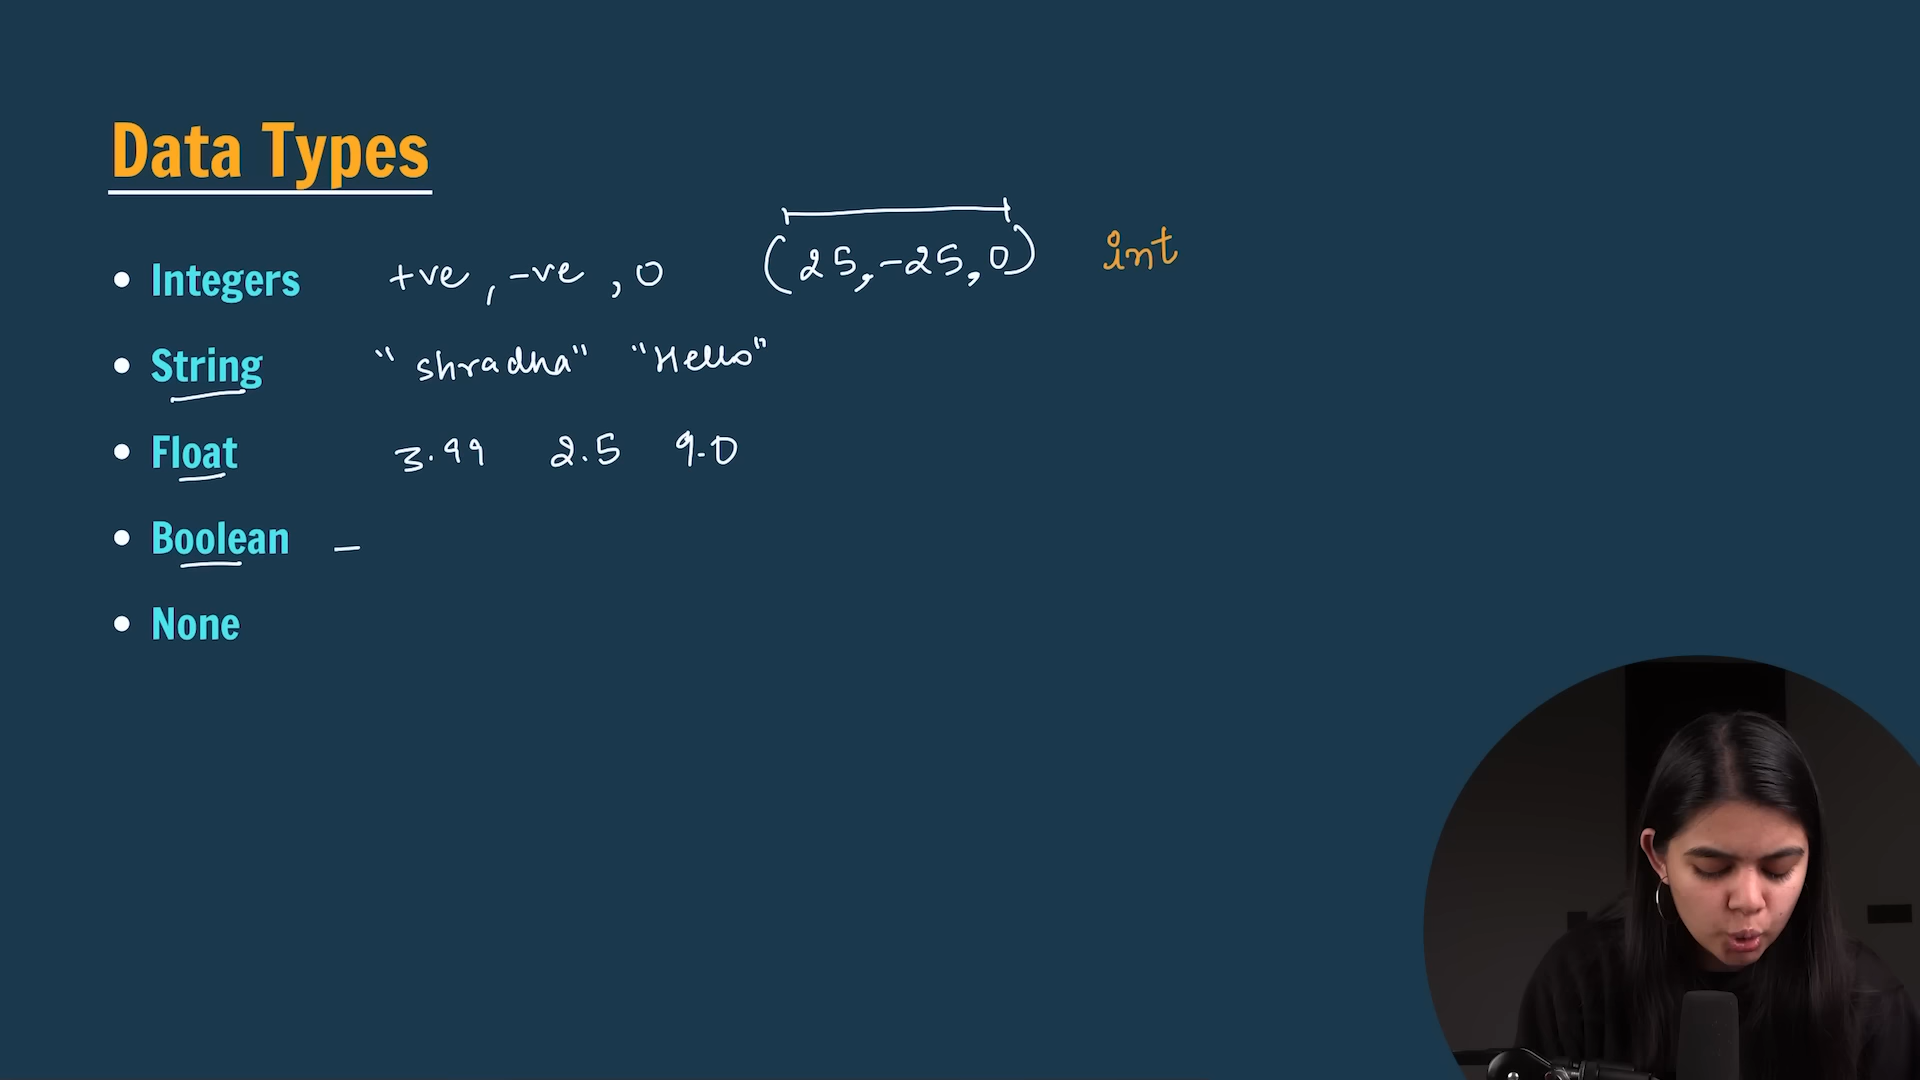 Data Types
• Integers +ve, -ve, 0 (25,-25,0) int
• String "shradha" "Hello"
• Float 3.99 2.5 9.0
• Boolean –
• None